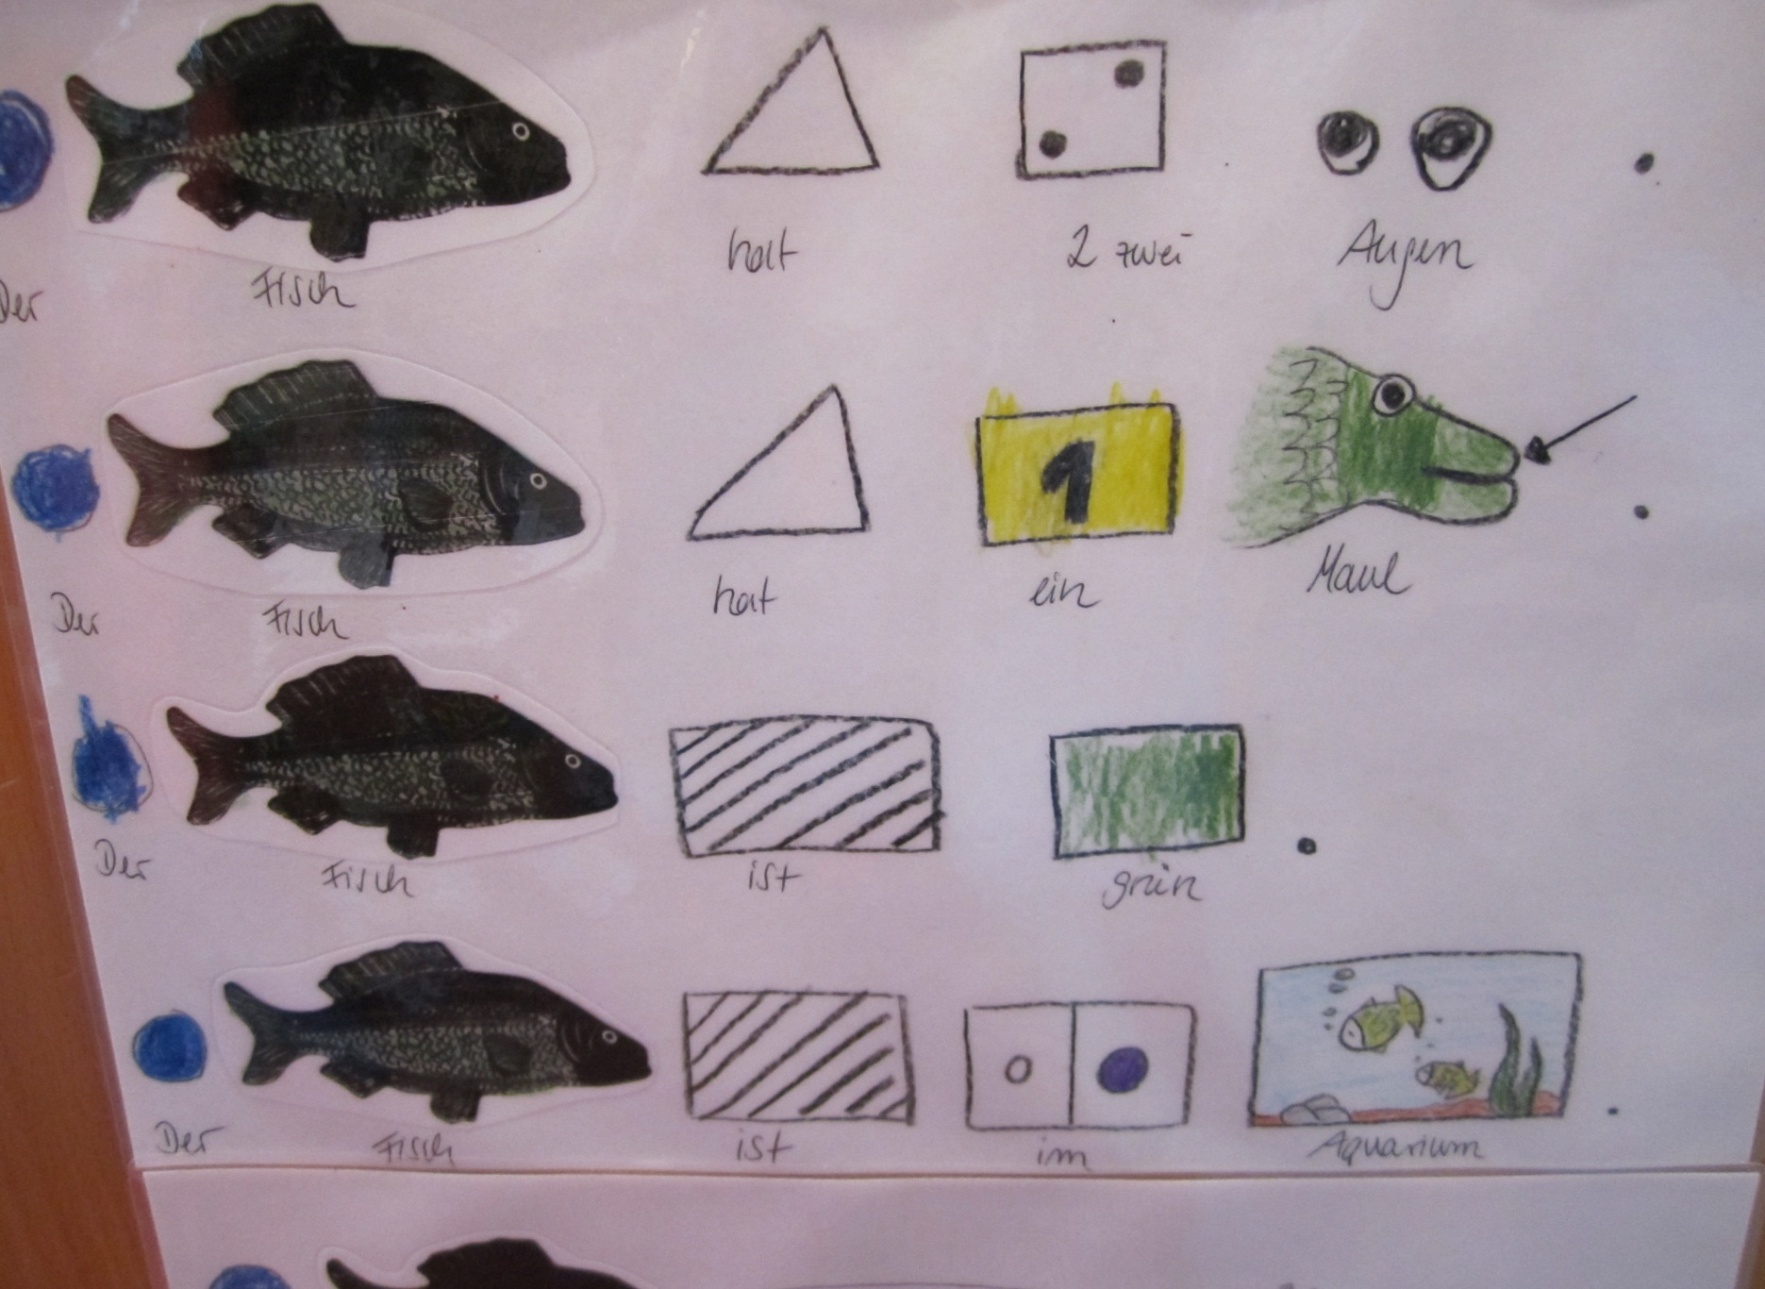 Der Fisch hat 2 zwei Augen .
Der Fisch hat 1 ein Maul .
Der Fisch ist grün .
Der Fisch ist im Aquarium .